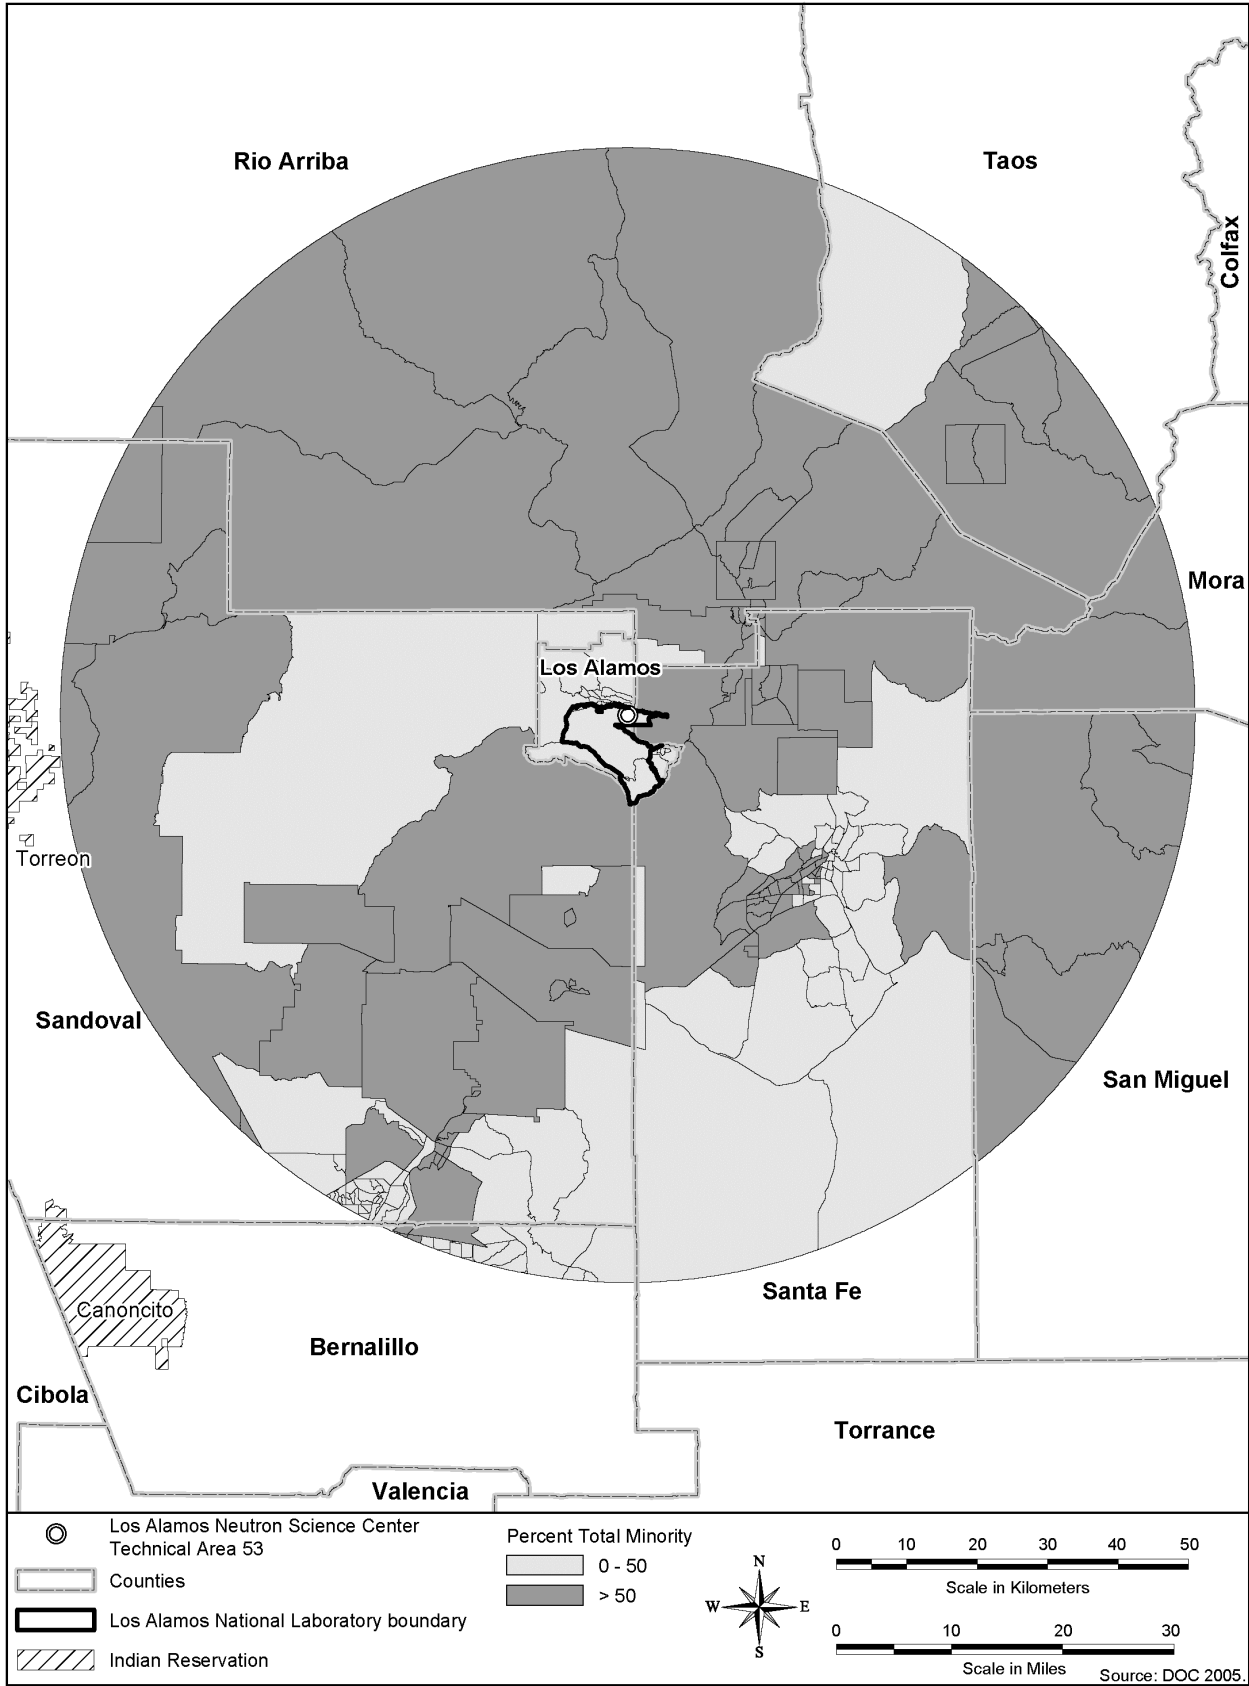 Rio Arriba
Taos
Colfax
Mora
Los Alamos
Torreon
Sandoval
San Miguel
Santa Fe
Canoncito
Bernalillo
Cibola
Torrance
Valencia
Los Alamos Neutron Science Center
Technical Area 53
Counties
Los Alamos National Laboratory boundary
Indian Reservation
Percent Total Minority
0 - 50
> 50
N
W E
S
0 10 20 30 40 50
Scale in Kilometers
0 10 20 30
Scale in Miles
Source: DOC 2005.